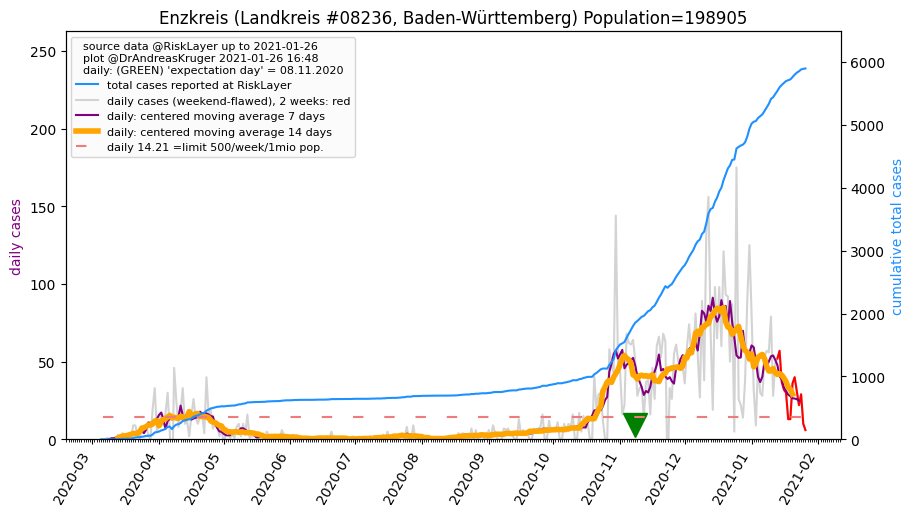 Enzkreis (Landkreis #08236, Baden-Württemberg) Population=198905
source data @RiskLayer up to 2021-01-26
plot @DrAndreasKruger 2021-01-26 16:48
daily: (GREEN) 'expectation day' = 08.11.2020
total cases reported at RiskLayer
daily cases (weekend-flawed), 2 weeks: red
daily: centered moving average 7 days
daily: centered moving average 14 days
daily 14.21 =limit 500/week/1mio pop.
daily cases
250
200
150
100
50
0
cumulative total cases
6000
5000
4000
3000
2000
1000
0
2020-03
2020-04
2020-05
2020-06
2020-07
2020-08
2020-09
2020-10
2020-11
2020-12
2021-01
2021-02